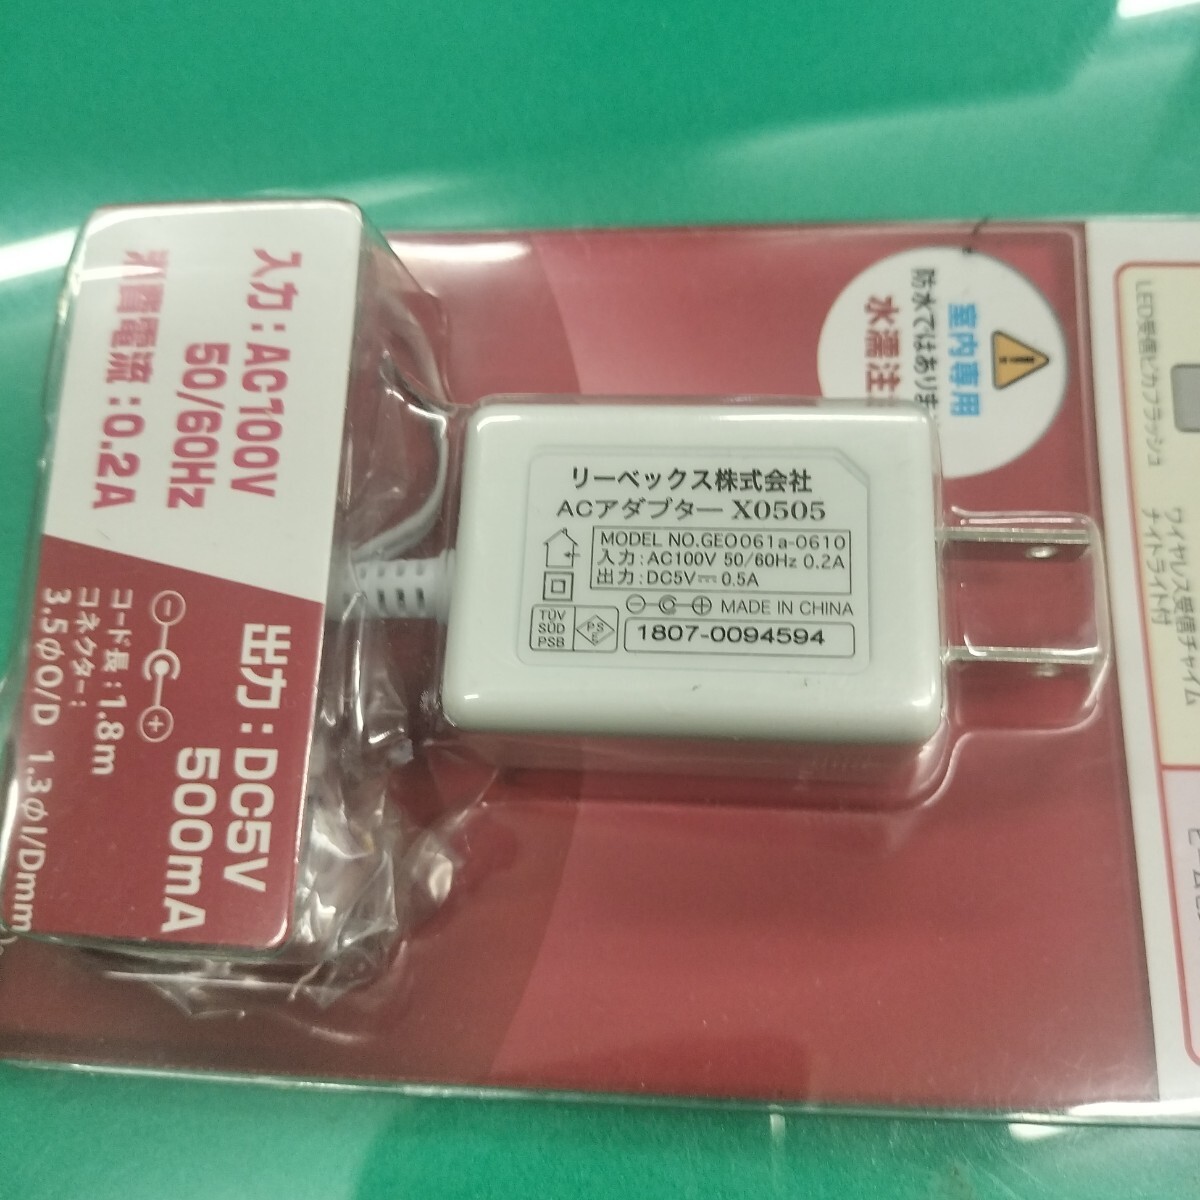 入力：AC100V
50/60Hz
消費電流：0.2A
出力：DC5V
500mA
コード長：1.8m
コネクター：
3.5φO/D 1.3φI/Dmm
リーベックス株式会社
ACアダプター X0505
MODEL NO.GEO061a-0610
入力:AC100V 50/60Hz 0.2A
出力:DC5V⎓0.5A
MADE IN CHINA
1807-0094594
TÜV
SÜD
PSB
PS
E
室内専用
防水ではありま
水濡注
LED受信ピカフラッシュ
ワイヤレス受信チャイム
ナイトライト付